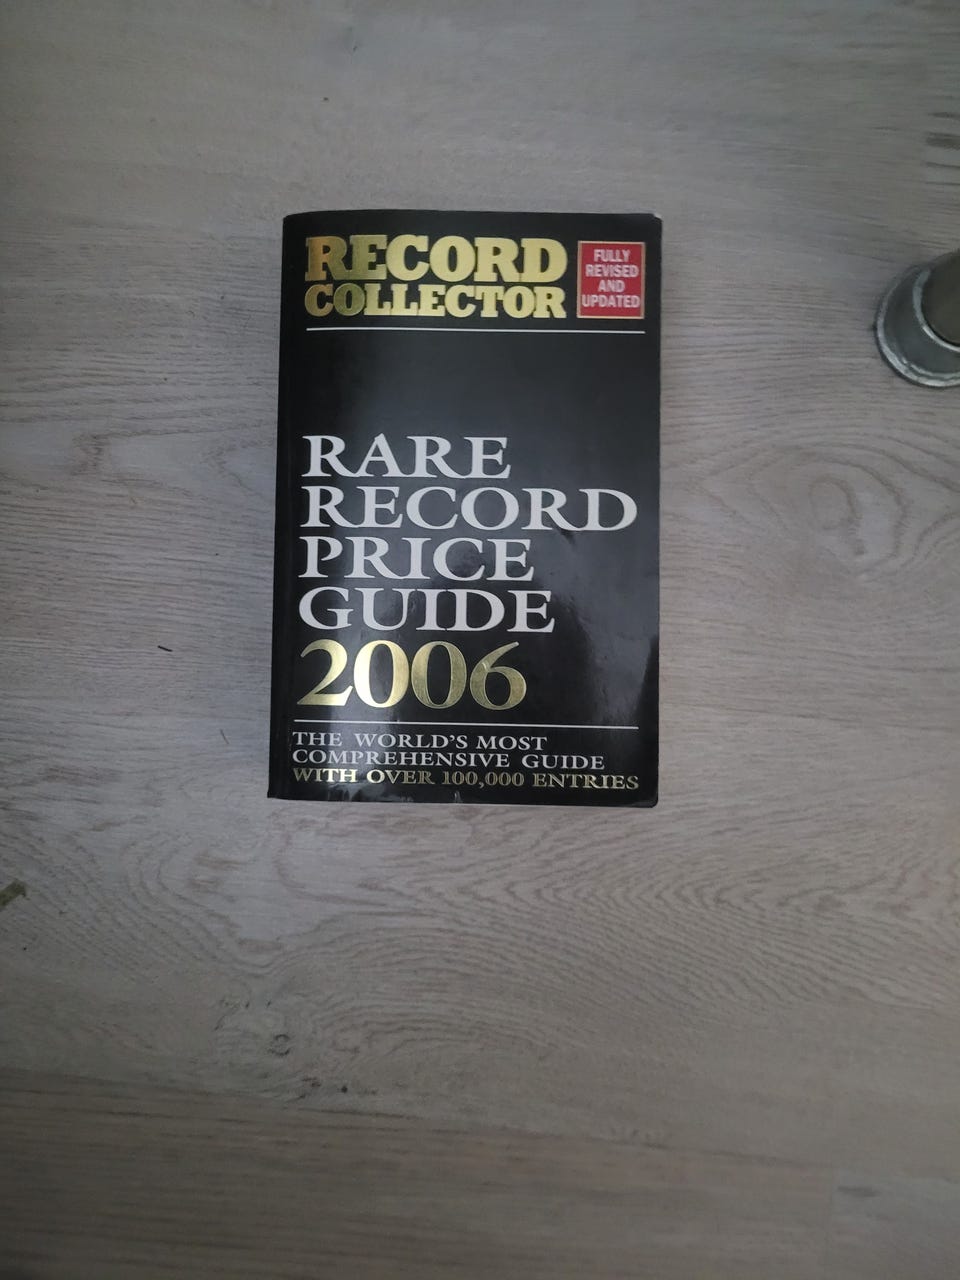 RECORD
COLLECTOR
FULLY
REVISED
AND
UPDATED
RARE
RECORD
PRICE
GUIDE
2006
THE WORLD'S MOST
COMPREHENSIVE GUIDE
WITH OVER 100,000 ENTRIES